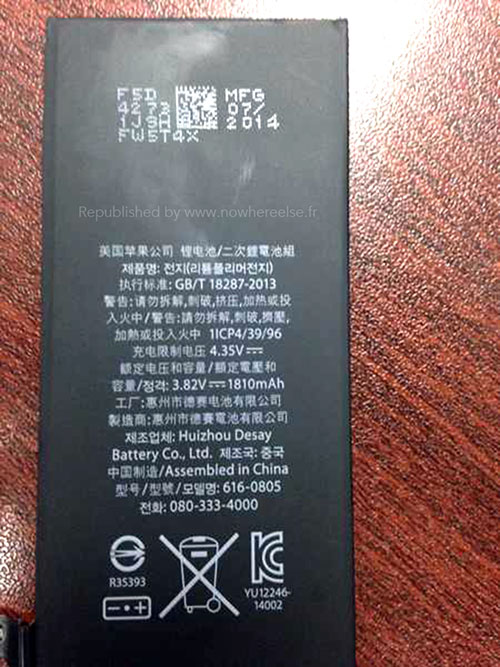 F5D
4273
1J9A
FW5T4X
MFG
07/
2014
Republished by www.nowhereelse.fr
美国苹果公司 锂电池/二次鋰電池組
제품명: 전지(리튬폴리머전지)
执行标准: GB/T 18287-2013
警告:请勿拆解,刺破,挤压,加热或投
入火中/警告:請勿拆解,刺破,擠壓,
加熱或投入火中 1ICP4/39/96
充电限制电压 4.35V⎓
额定电压和容量/額定電壓和
容量/정격: 3.82V⎓1810mAh
工厂:惠州市德赛电池有限公司
製造商:惠州市德賽電池有限公司
제조업체: Huizhou Desay
Battery Co., Ltd. 제조국: 중국
中国制造/Assembled in China
型号/型號/모델명: 616-0805
전화: 080-333-4000
R35393
YU12246-
14002